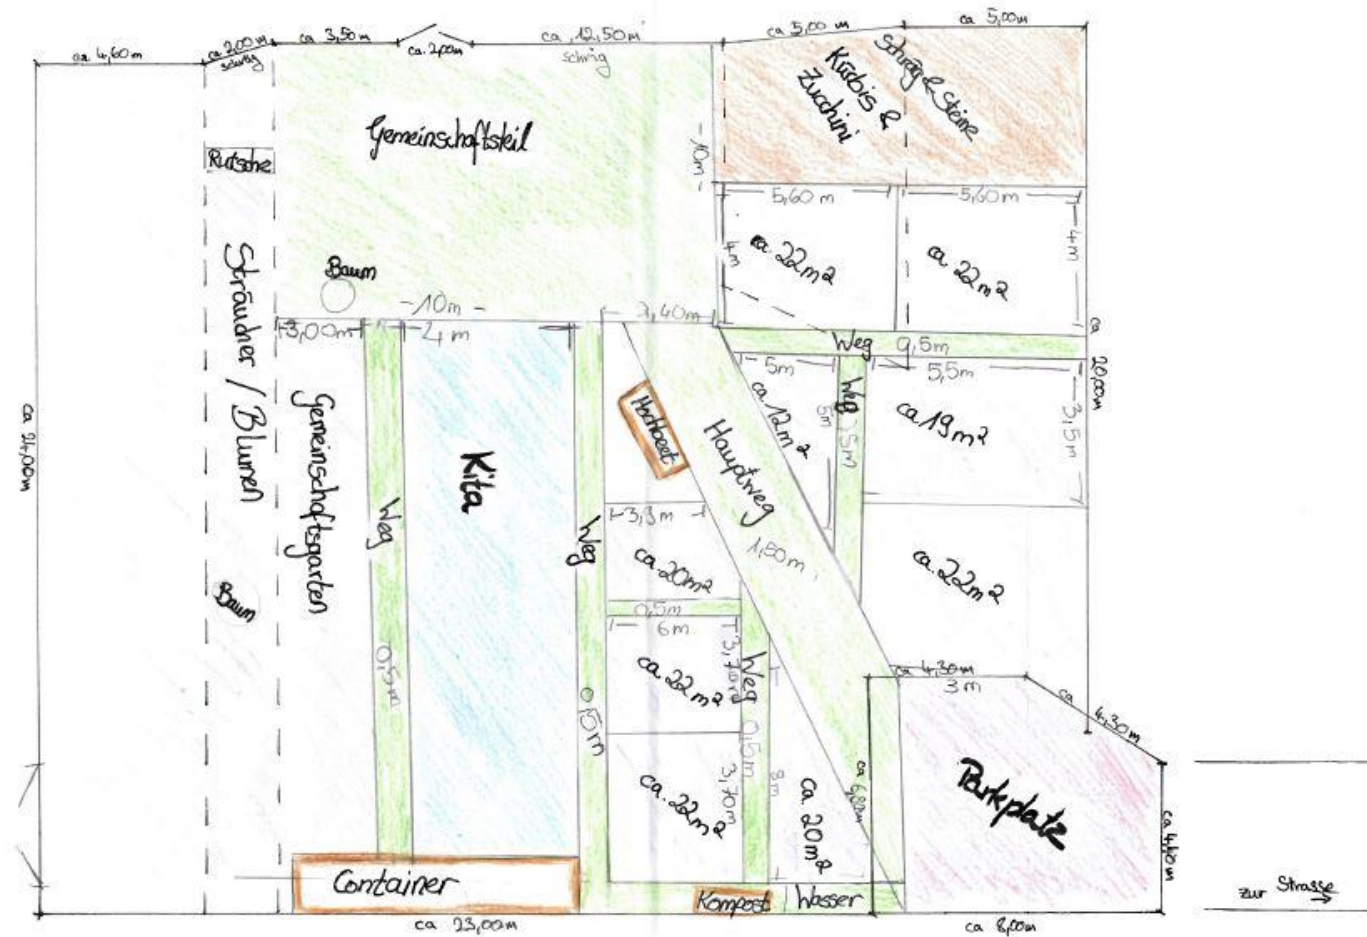 ca 4,60m
ca 2,00m
schräg
ca 3,50m
ca. 2,00m
ca 12,50m
schräg
ca 5,00m
ca 5,00m
Kürbis &
Zucchini
Schräg & Steine
Gemeinschaftsteil
-10m-
Rutsche
5,60m
5,60m
4m
ca. 22m²
ca. 22m²
4m
Sträucher / Blumen
Baum
-10m-
3,00m
4m
3,40m
Weg 0,5m
ca 20,00m
5m
5,5m
ca 24,00m
Gemeinschaftsgarten
Weg
0,5m
Kita
Weg
0,5m
Hochbeet
Hauptweg
1,50m
ca. 12m²
5m
Weg
0,5m
ca 19m²
3,5m
3,9m
ca. 20m²
0,5m
ca. 22m²
Baum
6m
3,70m
Weg
0,5m
ca. 22m²
ca. 4,30m
3m
ca 4,30m
ca. 22m²
3,70m
8m
ca. 20m²
ca 6,80m
Parkplatz
ca 4,60m
Container
Kompost
Wasser
zur Strasse
ca 23,00m
ca 8,00m